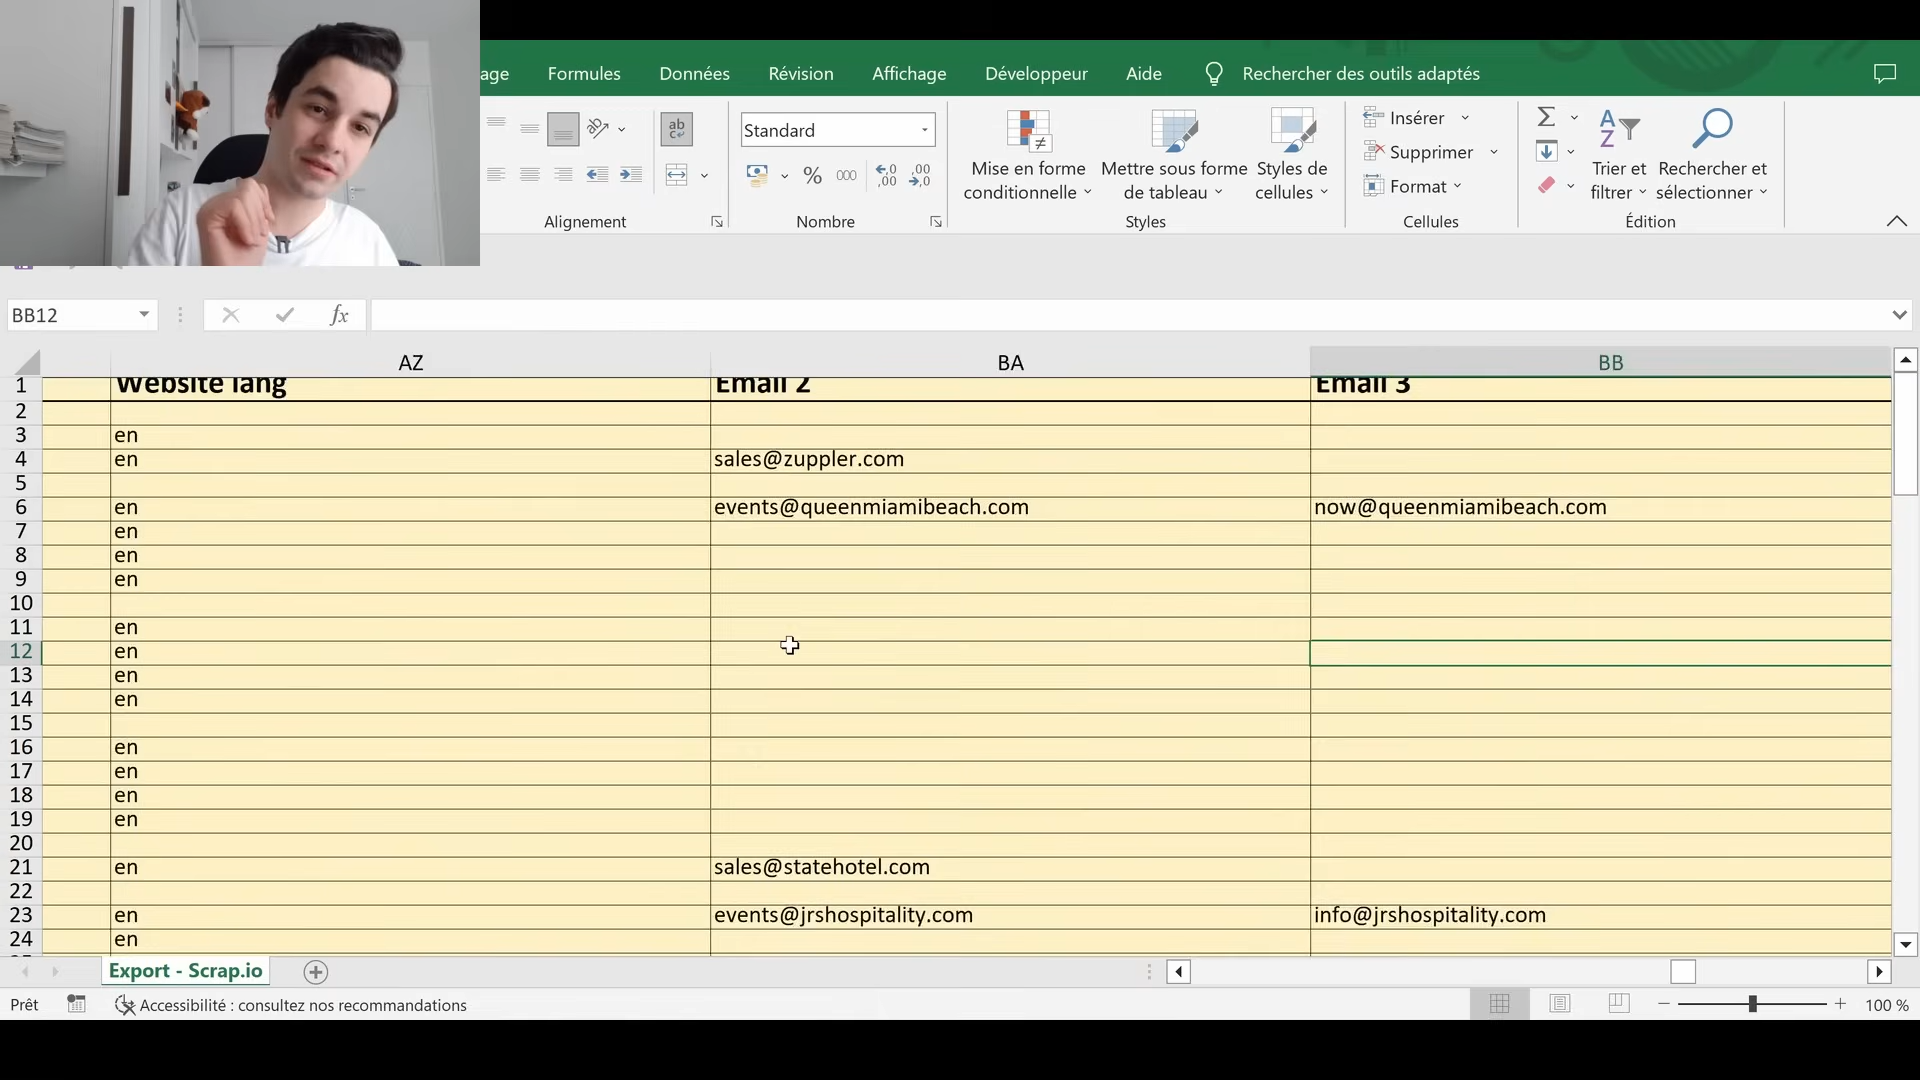 age Formules Données Révision Affichage Développeur Aide Rechercher des outils adaptés
ab
Standard
% 000
,00
,00
Mise en forme conditionnelle
Mettre sous forme de tableau
Styles de cellules
Insérer
Supprimer
Format
Trier et filtrer
Rechercher et sélectionner
Alignement Nombre Styles Cellules Édition
BB12 fx
AZ BA BB
1 Website lang Email 2 Email 3
2
3 en
4 en sales@zuppler.com
5
6 en events@queenmiamibeach.com now@queenmiamibeach.com
7 en
8 en
9 en
10
11 en
12 en
13 en
14 en
15
16 en
17 en
18 en
19 en
20
21 en sales@statehotel.com
22
23 en events@jrshospitality.com info@jrshospitality.com
24 en
Export - Scrap.io
Prêt Accessibilité : consultez nos recommandations 100 %